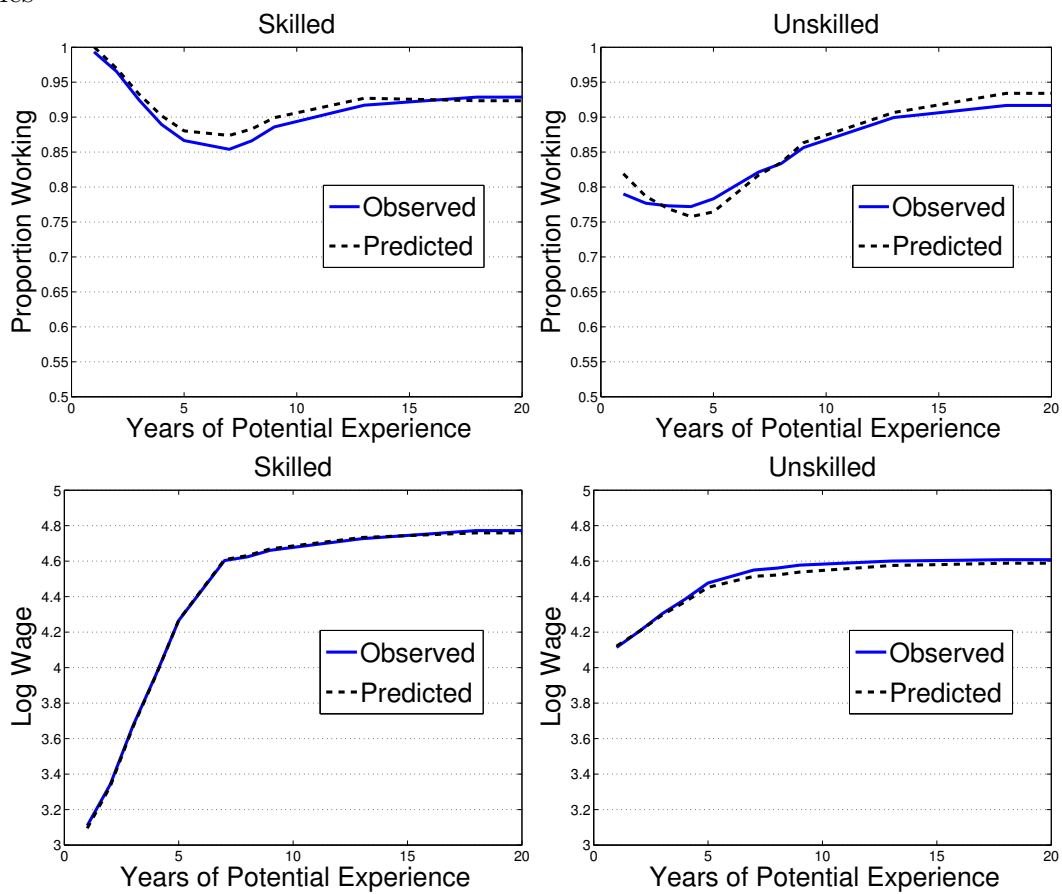 Skilled
Proportion Working
1
0.95
0.9
0.85
0.8
0.75
0.7
0.65
0.6
0.55
0.5
0 5 10 15 20
Years of Potential Experience
Observed
Predicted
Unskilled
Proportion Working
1
0.95
0.9
0.85
0.8
0.75
0.7
0.65
0.6
0.55
0.5
0 5 10 15 20
Years of Potential Experience
Observed
Predicted
Skilled
Log Wage
5
4.8
4.6
4.4
4.2
4
3.8
3.6
3.4
3.2
3
0 5 10 15 20
Years of Potential Experience
Observed
Predicted
Unskilled
Log Wage
5
4.8
4.6
4.4
4.2
4
3.8
3.6
3.4
3.2
3
0 5 10 15 20
Years of Potential Experience
Observed
Predicted